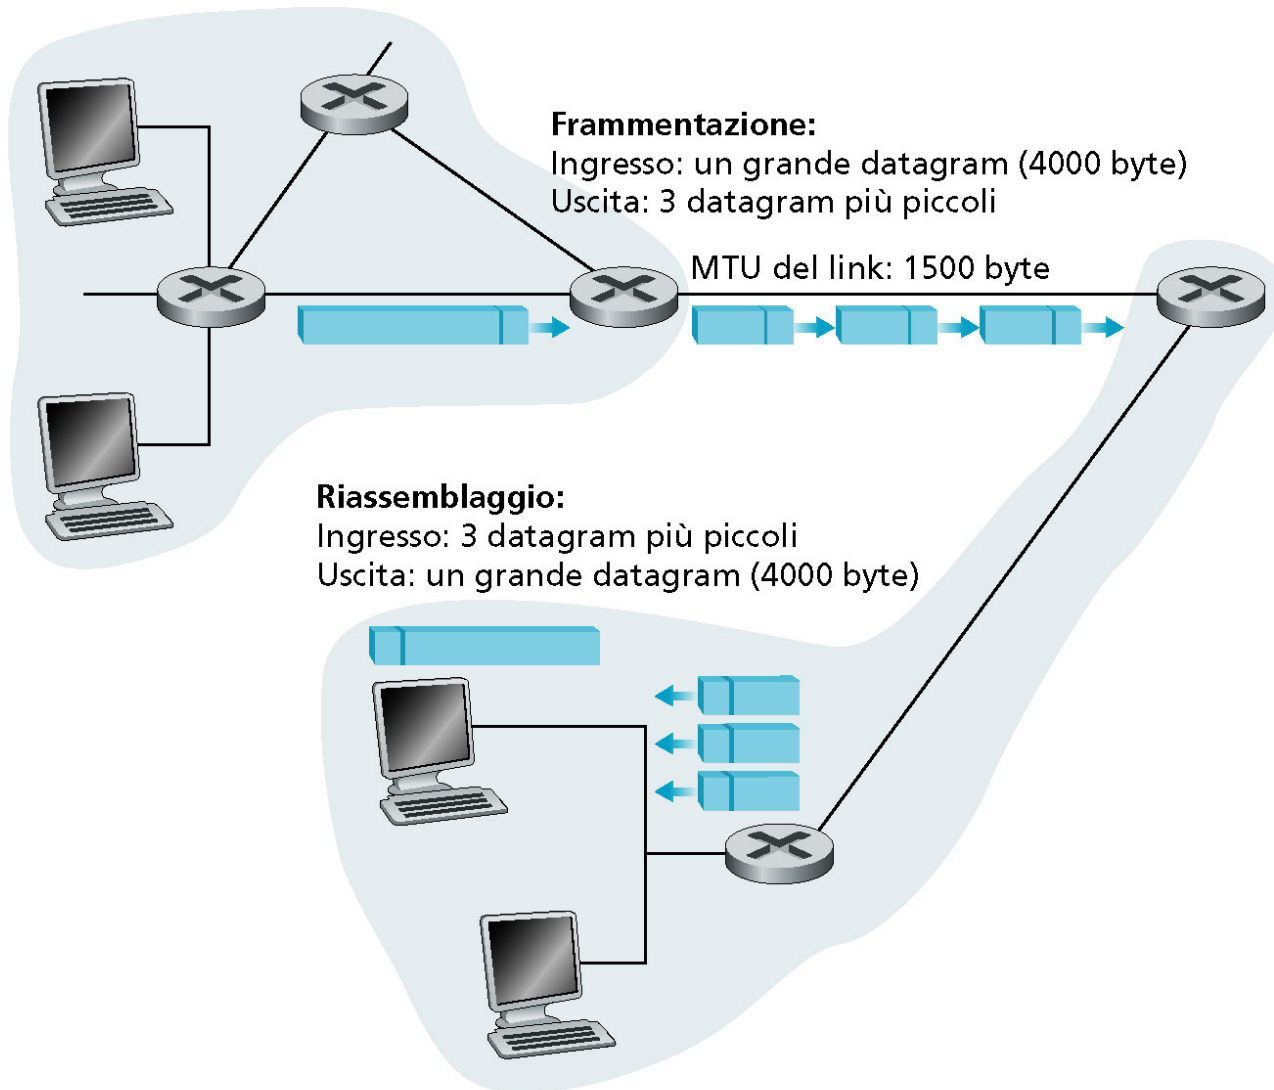 Frammentazione:
Ingresso: un grande datagram (4000 byte)
Uscita: 3 datagram più piccoli
MTU del link: 1500 byte
Riassemblaggio:
Ingresso: 3 datagram più piccoli
Uscita: un grande datagram (4000 byte)